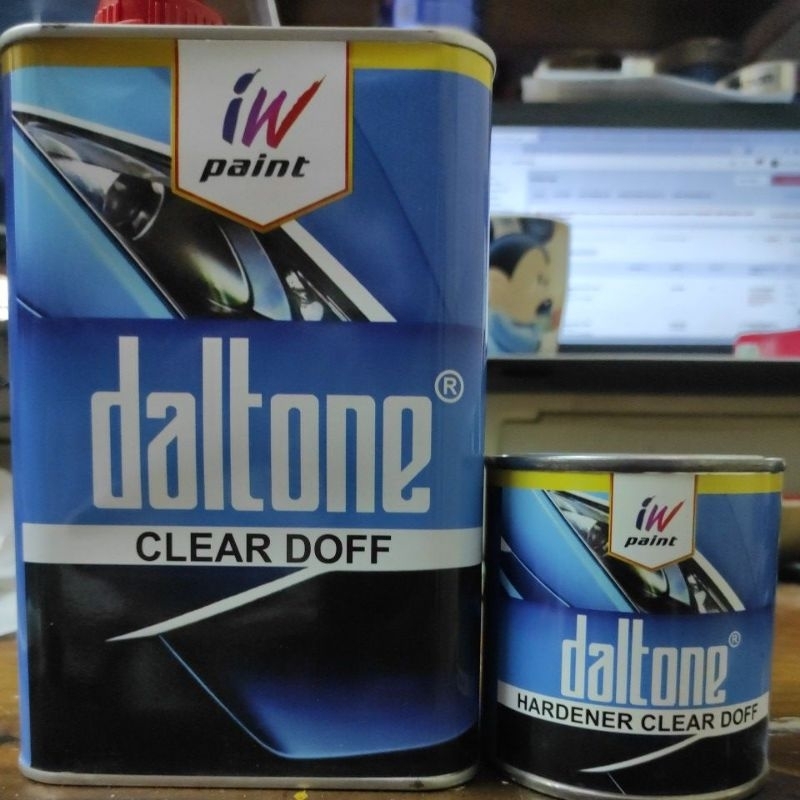 iw
paint
daltone®
CLEAR DOFF
iw
paint
daltone®
HARDENER CLEAR DOFF